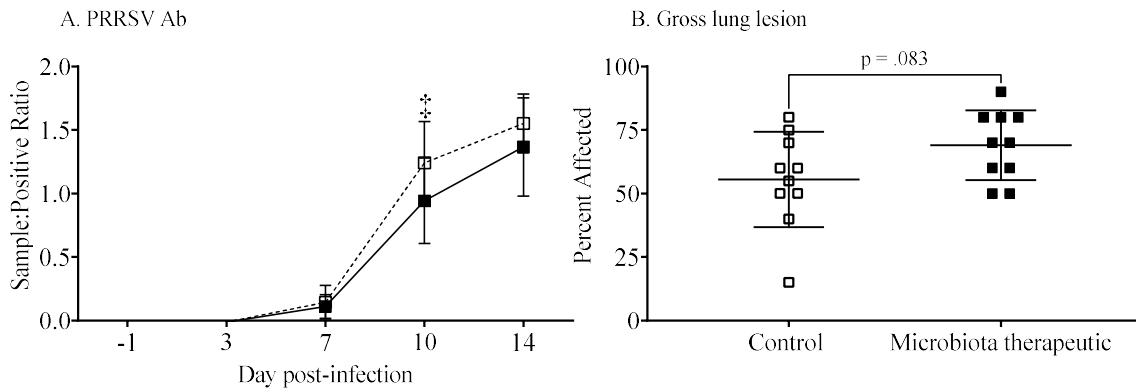 A. PRRSV Ab
Sample:Positive Ratio
2.0
1.5
1.0
0.5
0.0
‡
-1 3 7 10 14
Day post-infection
B. Gross lung lesion
Percent Affected
100
75
50
25
0
p = .083
Control Microbiota therapeutic